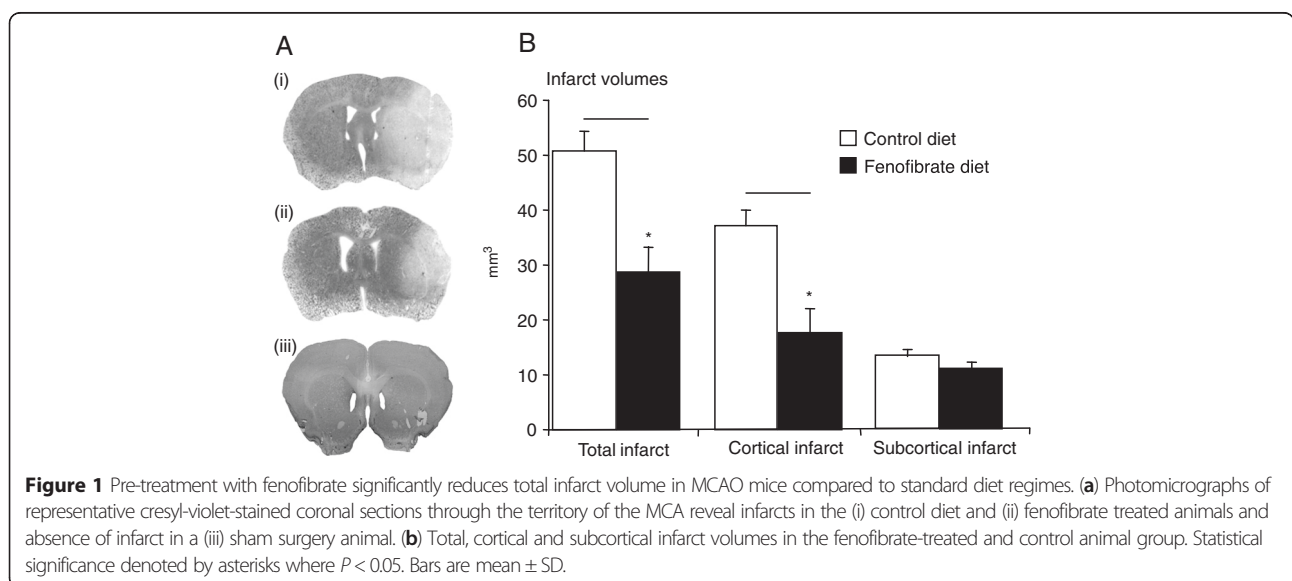 A
B
(i)
(ii)
(iii)
Infarct volumes
60
50
40
30
20
10
0
mm³
Control diet
Fenofibrate diet
*
*
Total infarct
Cortical infarct
Subcortical infarct
Figure 1 Pre-treatment with fenofibrate significantly reduces total infarct volume in MCAO mice compared to standard diet regimes. (a) Photomicrographs of
representative cresyl-violet-stained coronal sections through the territory of the MCA reveal infarcts in the (i) control diet and (ii) fenofibrate treated animals and
absence of infarct in a (iii) sham surgery animal. (b) Total, cortical and subcortical infarct volumes in the fenofibrate-treated and control animal group. Statistical
significance denoted by asterisks where P < 0.05. Bars are mean ± SD.